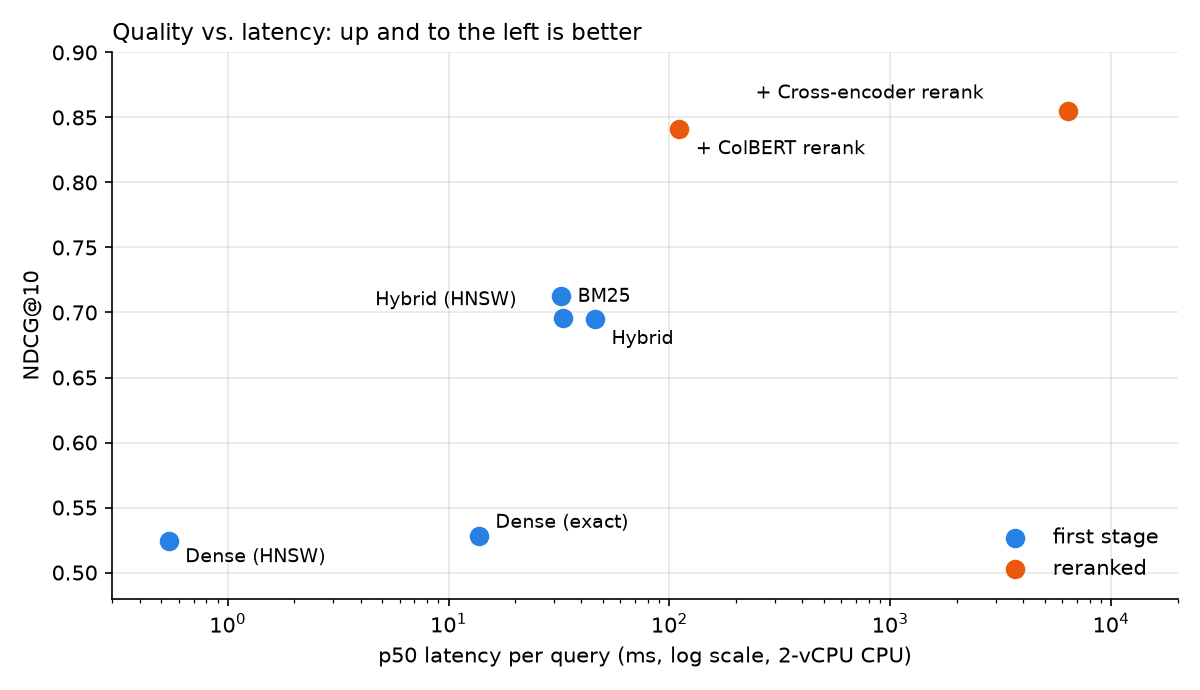 Quality vs. latency: up and to the left is better
NDCG@10
0.90
0.85
0.80
0.75
0.70
0.65
0.60
0.55
0.50
+ Cross-encoder rerank
+ ColBERT rerank
Hybrid (HNSW)
BM25
Hybrid
Dense (exact)
Dense (HNSW)
first stage
reranked
10⁰ 10¹ 10² 10³ 10⁴
p50 latency per query (ms, log scale, 2-vCPU CPU)